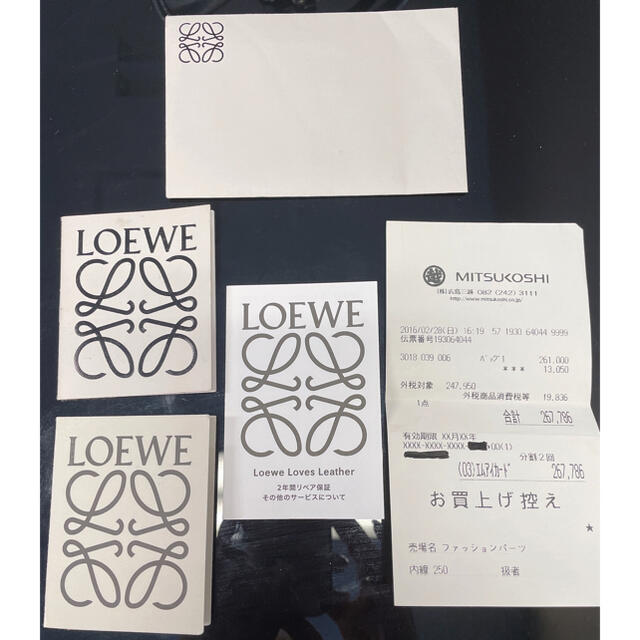 LOEWE
LOEWE
Loewe Loves Leather
2年間リペア保証
その他のサービスについて
LOEWE
MITSUKOSHI
(株)広島三越 082 (242) 3111
http://www.mitsukoshi.co.jp/
2016/02/28(日) 16:19 57 1930 64044 9999
伝票番号193064044
3018 039 006 バッグ1 261,000
*** 13,050
外税対象 247,950
1点 外税商品消費税等 19,836
合計 267,786
有効期限 XX月XX年
XXXX-XXXX-XXXX- 00(1)
分割2回
(03)エムアイカード 267,786
お買上げ控え
★
売場名 ファッションパーツ
内線 250 扱者